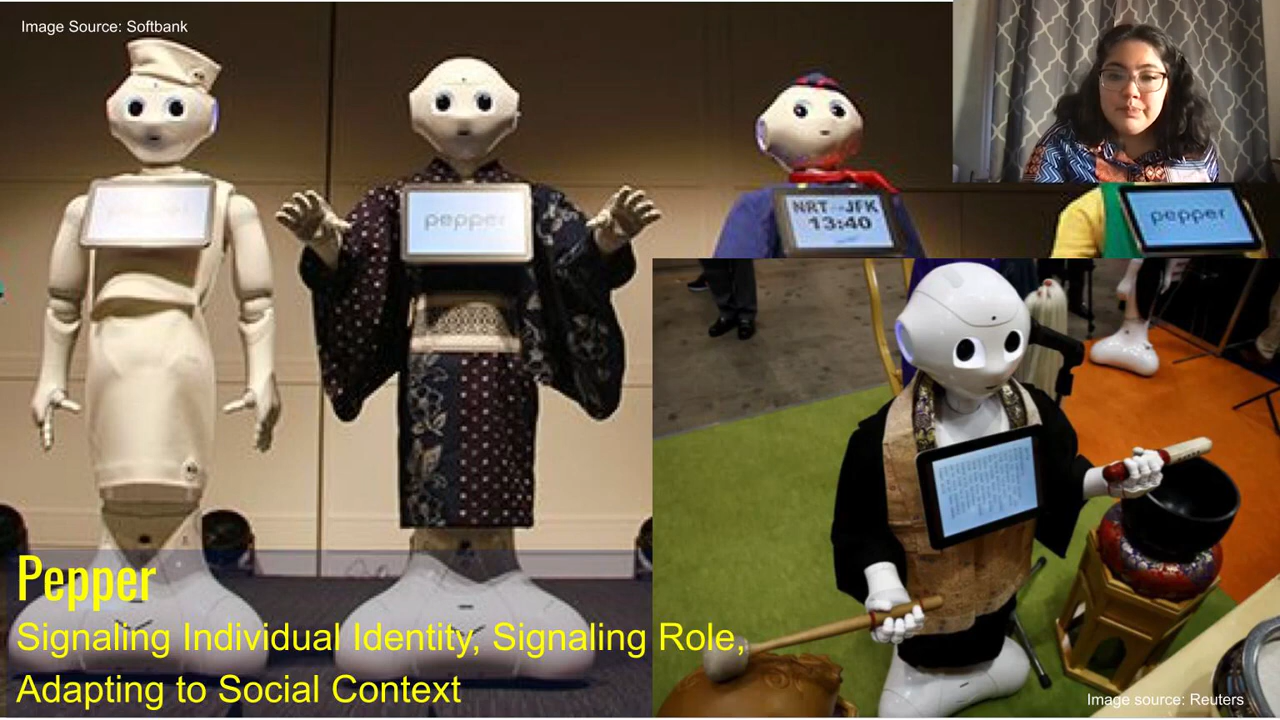 Image Source: Softbank
pepper
NRT JFK
13:40
pepper
Pepper
Signaling Individual Identity, Signaling Role,
Adapting to Social Context
Image source: Reuters